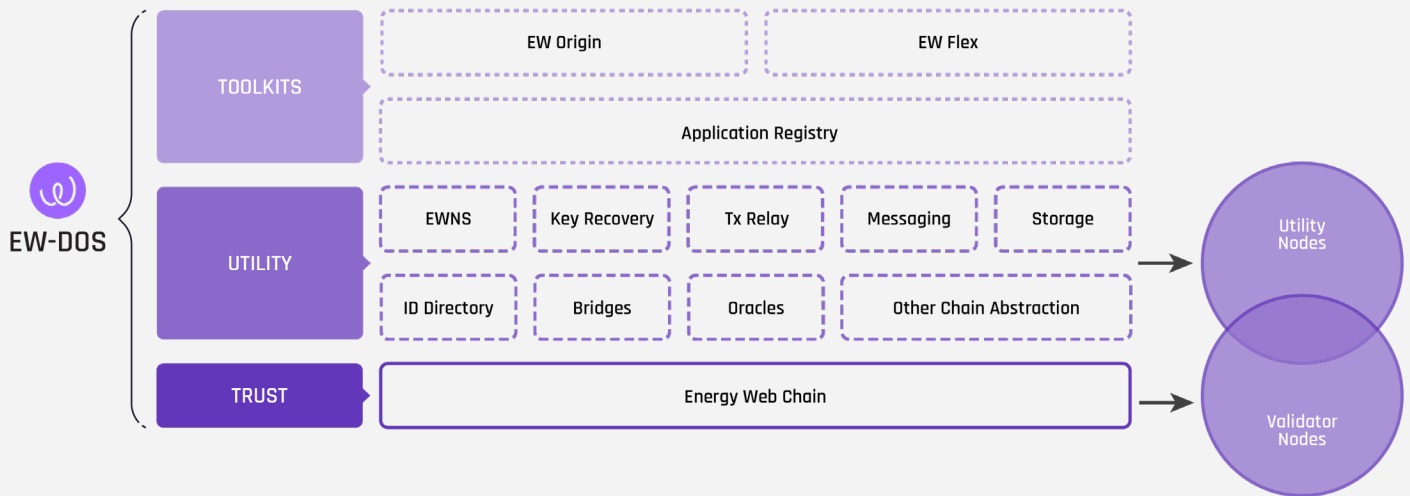 EW-DOS
TOOLKITS
EW Origin
EW Flex
Application Registry
UTILITY
EWNS
Key Recovery
Tx Relay
Messaging
Storage
ID Directory
Bridges
Oracles
Other Chain Abstraction
TRUST
Energy Web Chain
Utility
Nodes
Validator
Nodes